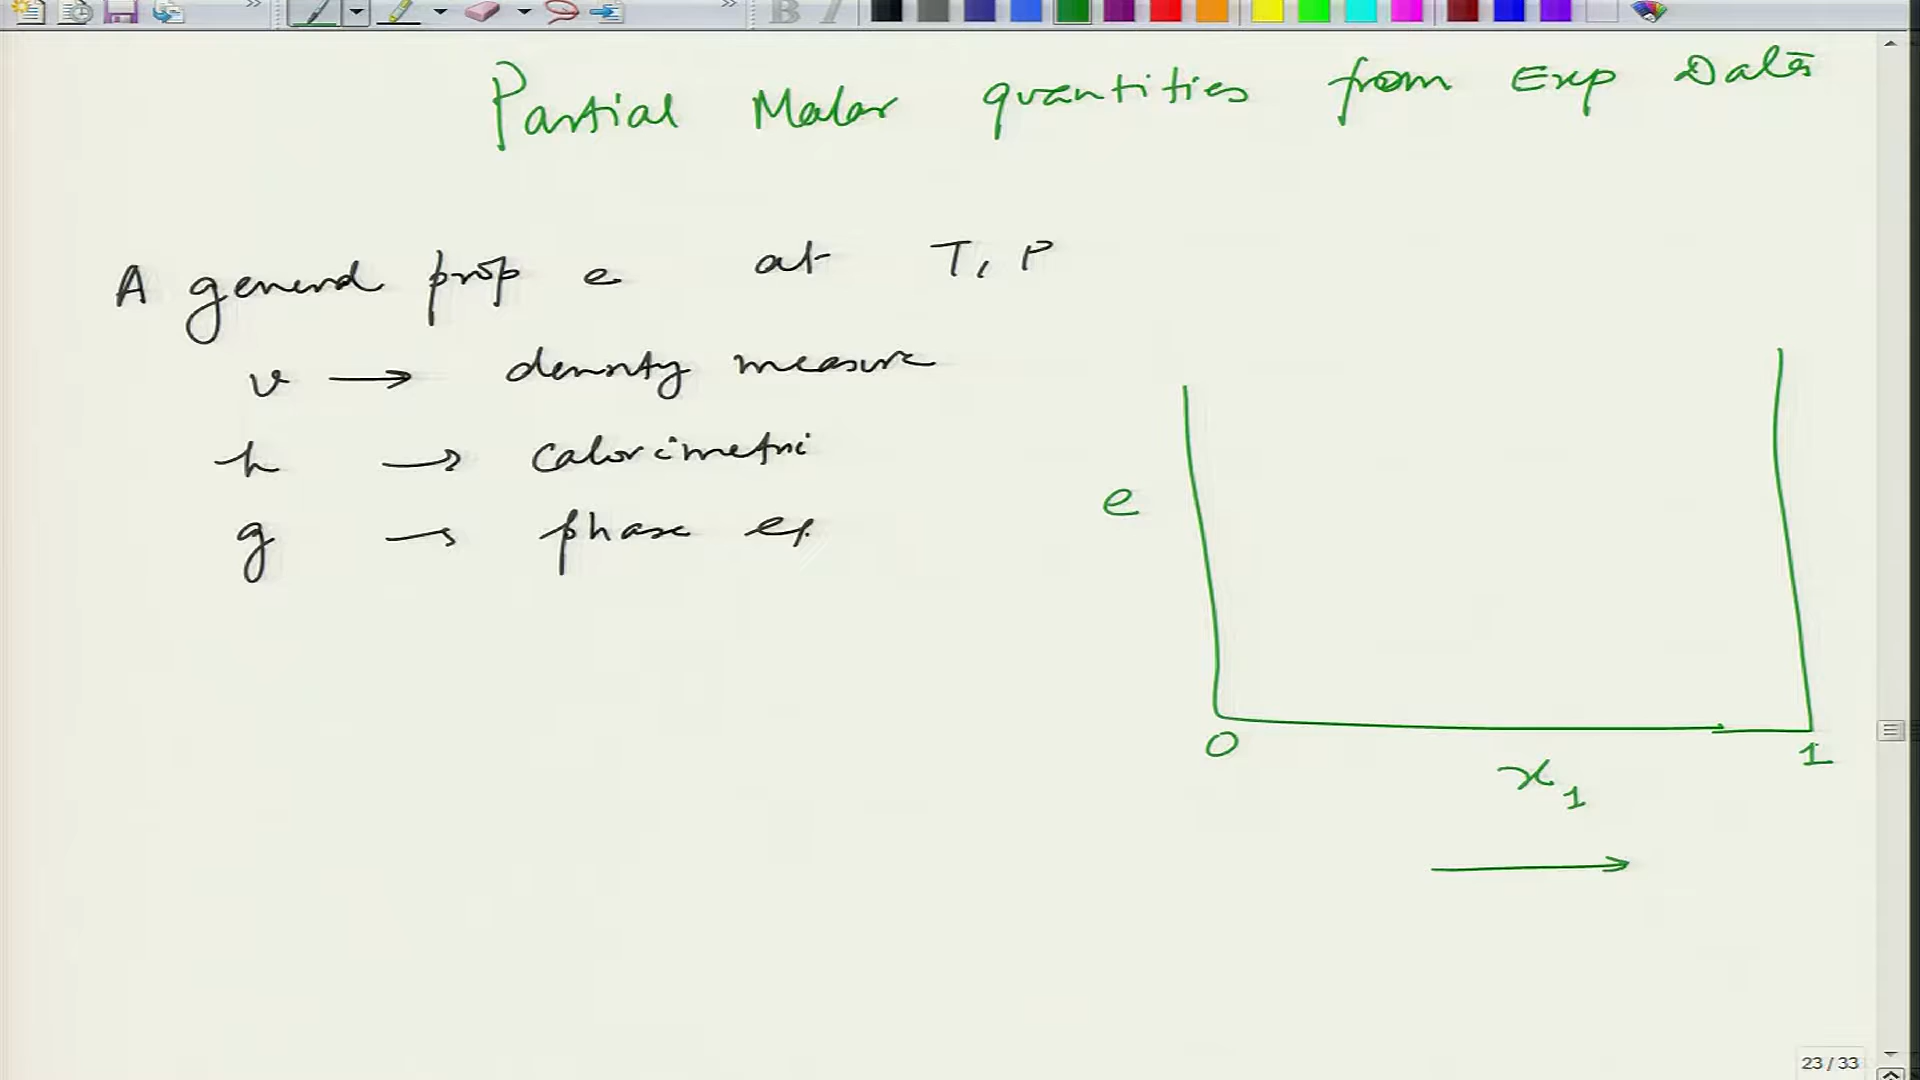 Partial Molar quantities from Exp Data
A general prop e at T, P
v → density measure
h → calorimetri
g → phase eq
e
0 1
x₁
→
23 / 33